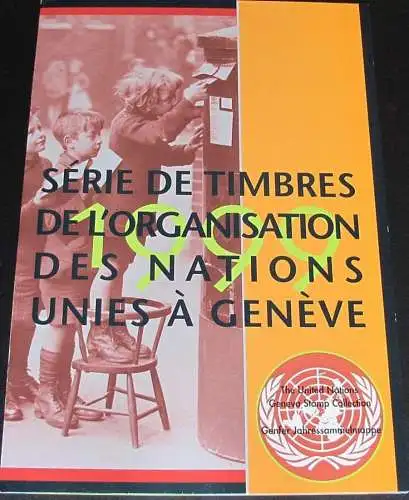 SÉRIE DE TIMBRES
DE L'ORGANISATION
1999
DES NATIONS
UNIES À GENÈVE
The United Nations
Geneva Stamp Collection
Genfer Jahressammelmappe